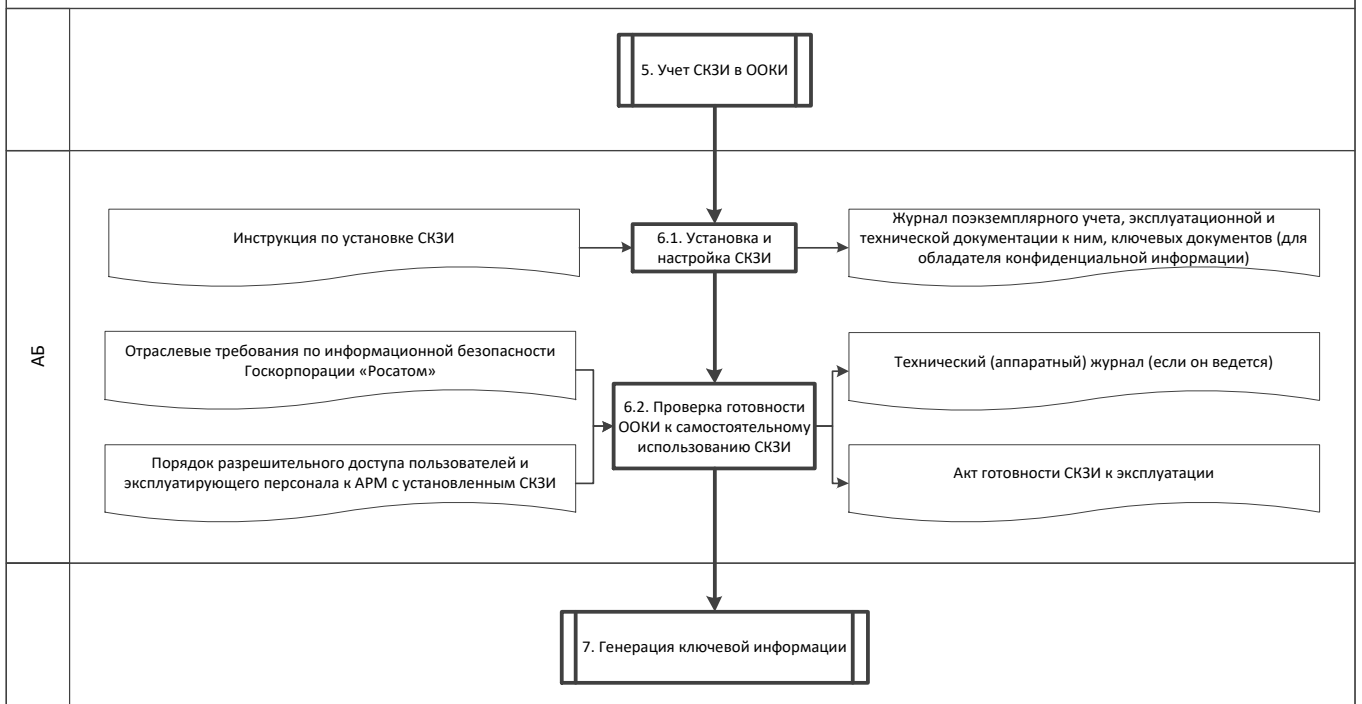 5. Учет СКЗИ в ООКИ
АБ
Инструкция по установке СКЗИ
6.1. Установка и
настройка СКЗИ
Журнал поэкземплярного учета, эксплуатационной и
технической документации к ним, ключевых документов (для
обладателя конфиденциальной информации)
Отраслевые требования по информационной безопасности
Госкорпорации «Росатом»
Порядок разрешительного доступа пользователей и
эксплуатирующего персонала к АРМ с установленным СКЗИ
6.2. Проверка готовности
ООКИ к самостоятельному
использованию СКЗИ
Технический (аппаратный) журнал (если он ведется)
Акт готовности СКЗИ к эксплуатации
7. Генерация ключевой информации